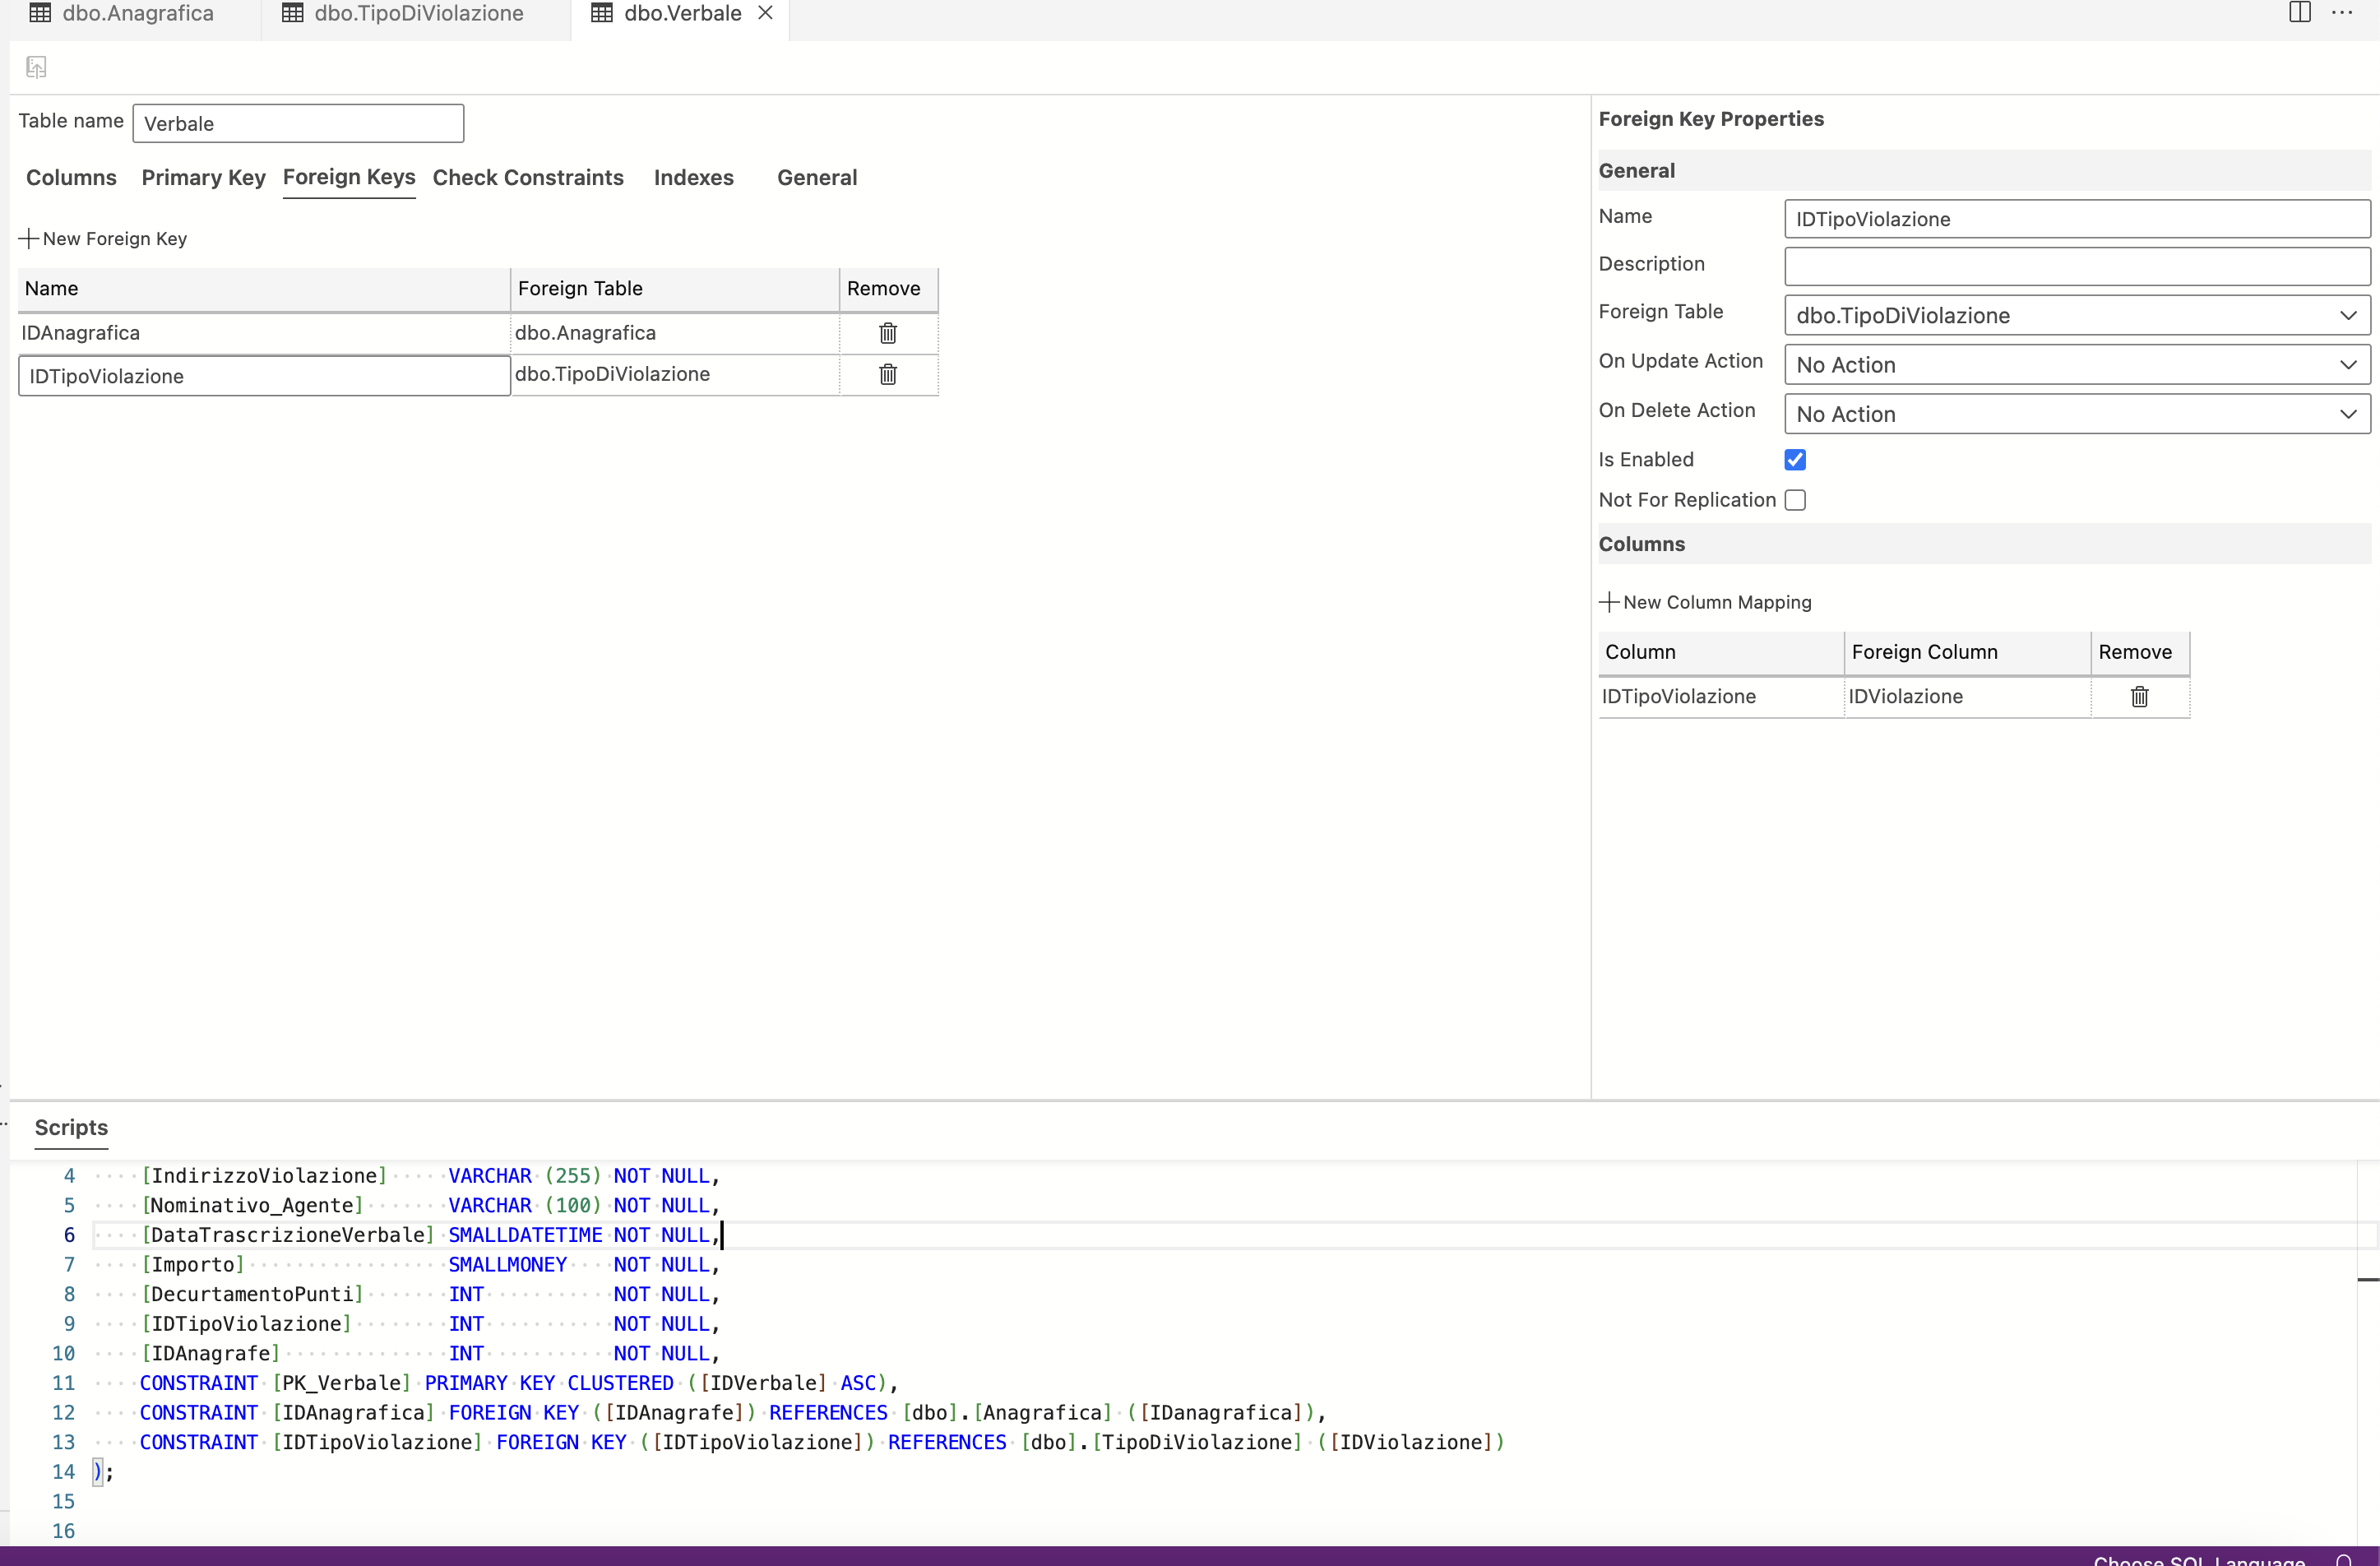 dbo.Anagrafica dbo.TipoDiViolazione dbo.Verbale
Table name Verbale
Columns Primary Key Foreign Keys Check Constraints Indexes General
New Foreign Key
Name Foreign Table Remove
IDAnagrafica dbo.Anagrafica
IDTipoViolazione dbo.TipoDiViolazione
Foreign Key Properties
General
Name IDTipoViolazione
Description
Foreign Table dbo.TipoDiViolazione
On Update Action No Action
On Delete Action No Action
Is Enabled
Not For Replication
Columns
New Column Mapping
Column Foreign Column Remove
IDTipoViolazione IDViolazione
Scripts
4 [IndirizzoViolazione] VARCHAR (255) NOT NULL,
5 [Nominativo_Agente] VARCHAR (100) NOT NULL,
6 [DataTrascrizioneVerbale] SMALLDATETIME NOT NULL,
7 [Importo] SMALLMONEY NOT NULL,
8 [DecurtamentoPunti] INT NOT NULL,
9 [IDTipoViolazione] INT NOT NULL,
10 [IDAnagrafe] INT NOT NULL,
11 CONSTRAINT [PK_Verbale] PRIMARY KEY CLUSTERED ([IDVerbale] ASC),
12 CONSTRAINT [IDAnagrafica] FOREIGN KEY ([IDAnagrafe]) REFERENCES [dbo].[Anagrafica] ([IDanagrafica]),
13 CONSTRAINT [IDTipoViolazione] FOREIGN KEY ([IDTipoViolazione]) REFERENCES [dbo].[TipoDiViolazione] ([IDViolazione])
14 );
15
16
Choose SQL Language